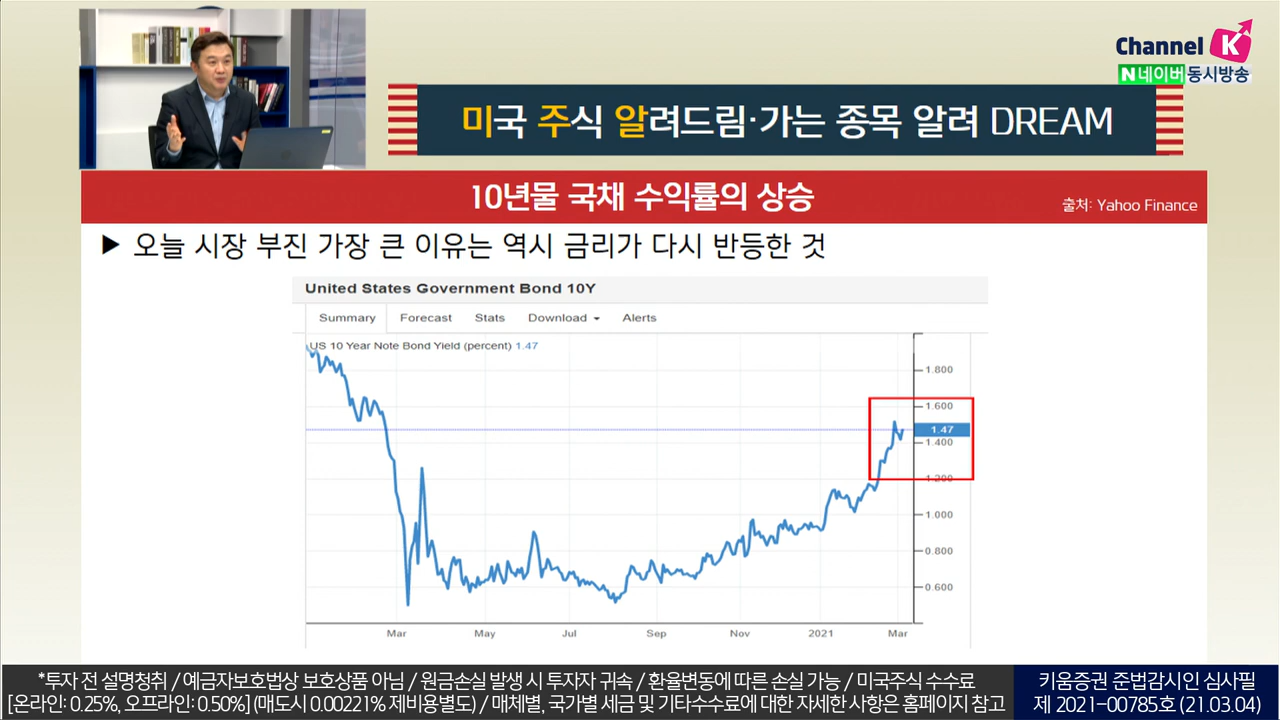 Channel K
N 네이버 동시방송
미국 주식 알려드림·가는 종목 알려 DREAM
10년물 국채 수익률의 상승
출처: Yahoo Finance
▶ 오늘 시장 부진 가장 큰 이유는 역시 금리가 다시 반등한 것
United States Government Bond 10Y
Summary Forecast Stats Download Alerts
US 10 Year Note Bond Yield (percent) 1.47
1.800
1.600
1.47
1.400
1.200
1.000
0.800
0.600
Mar May Jul Sep Nov 2021 Mar
*투자 전 설명청취 / 예금자보호법상 보호상품 아님 / 원금손실 발생 시 투자자 귀속 / 환율변동에 따른 손실 가능 / 미국주식 수수료
[온라인: 0.25%, 오프라인: 0.50%] (매도시 0.00221% 제비용별도) / 매체별, 국가별 세금 및 기타수수료에 대한 자세한 사항은 홈페이지 참고
키움증권 준법감시인 심사필
제 2021-00785호 (21.03.04)